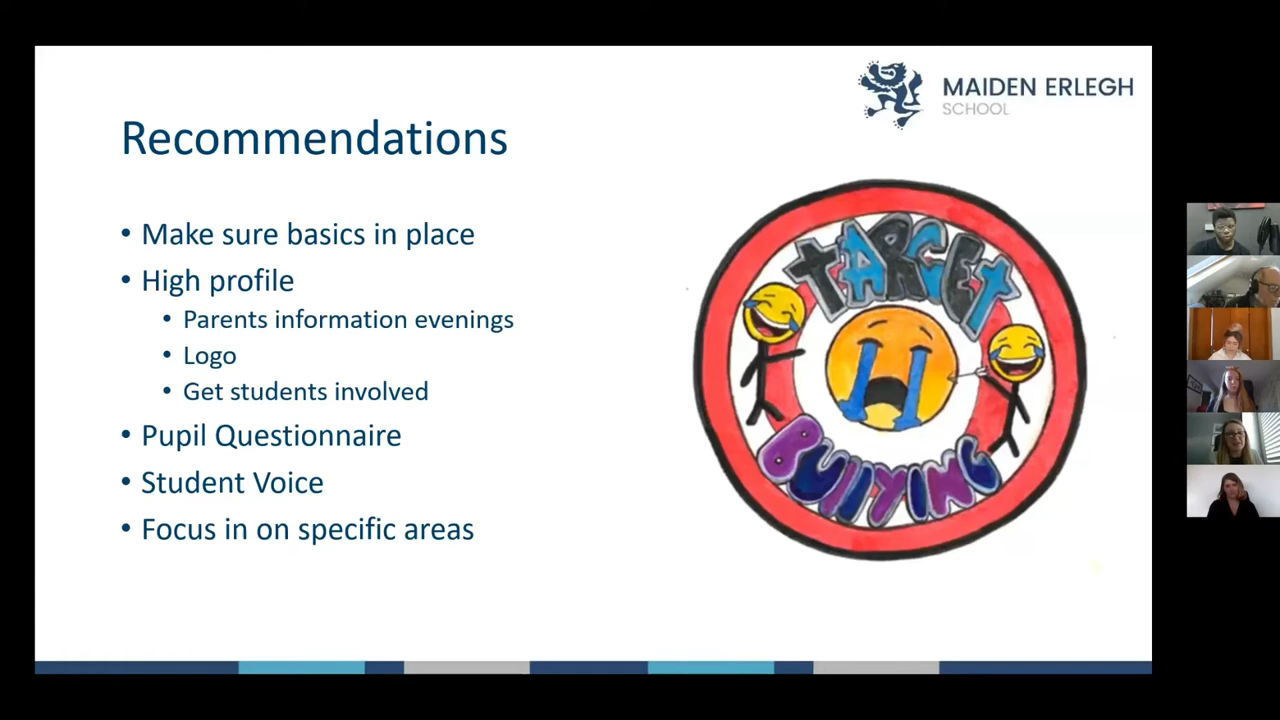 MAIDEN ERLEGH
SCHOOL
Recommendations
• Make sure basics in place
• High profile
• Parents information evenings
• Logo
• Get students involved
• Pupil Questionnaire
• Student Voice
• Focus in on specific areas
TARGET
BULLYING